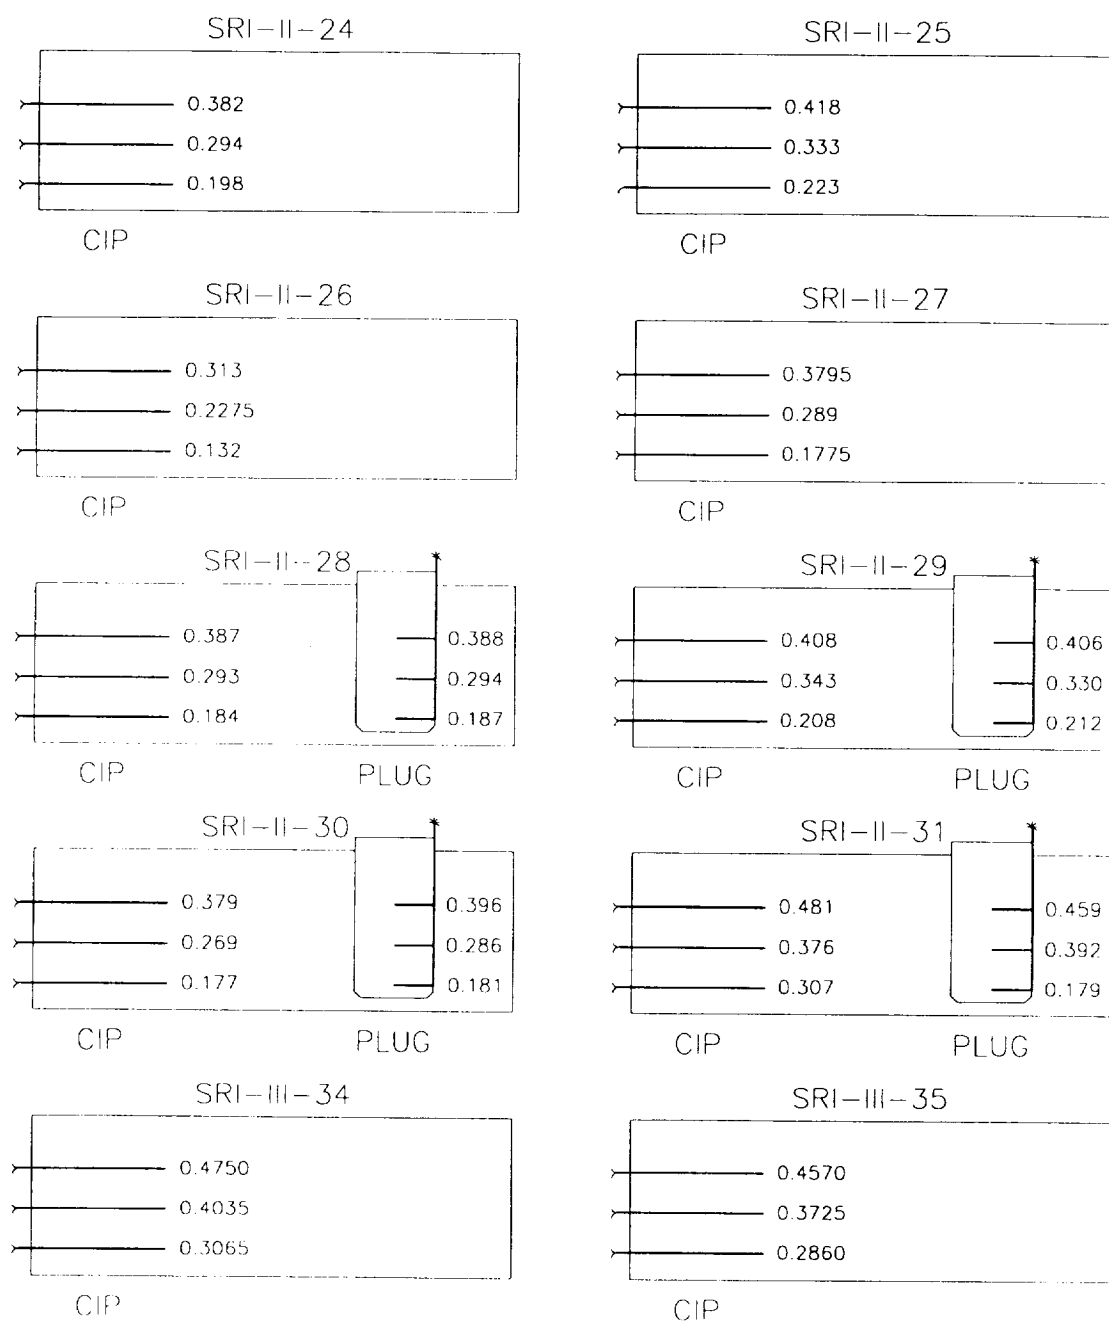 SRI-II-24
0.382
0.294
0.198
CIP
SRI-II-25
0.418
0.333
0.223
CIP
SRI-II-26
0.313
0.2275
0.132
CIP
SRI-II-27
0.3795
0.289
0.1775
CIP
SRI-II-28
0.387 0.388
0.293 0.294
0.184 0.187
CIP PLUG
SRI-II-29
0.408 0.406
0.343 0.330
0.208 0.212
CIP PLUG
SRI-II-30
0.379 0.396
0.269 0.286
0.177 0.181
CIP PLUG
SRI-II-31
0.481 0.459
0.376 0.392
0.307 0.179
CIP PLUG
SRI-III-34
0.4750
0.4035
0.3065
CIP
SRI-III-35
0.4570
0.3725
0.2860
CIP